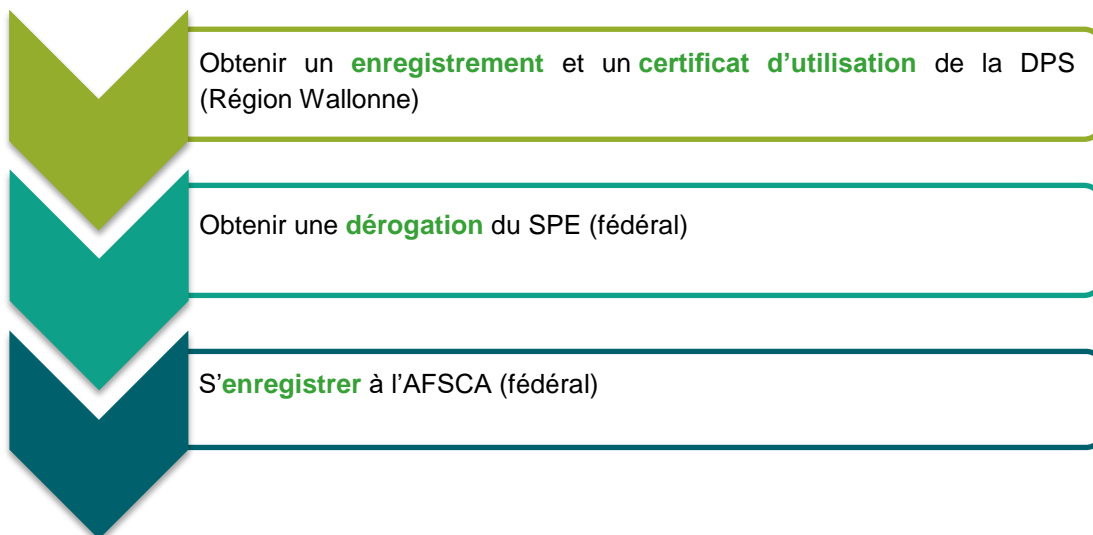 Obtenir un enregistrement et un certificat d'utilisation de la DPS
(Région Wallonne)
Obtenir une dérogation du SPE (fédéral)
S'enregistrer à l'AFSCA (fédéral)